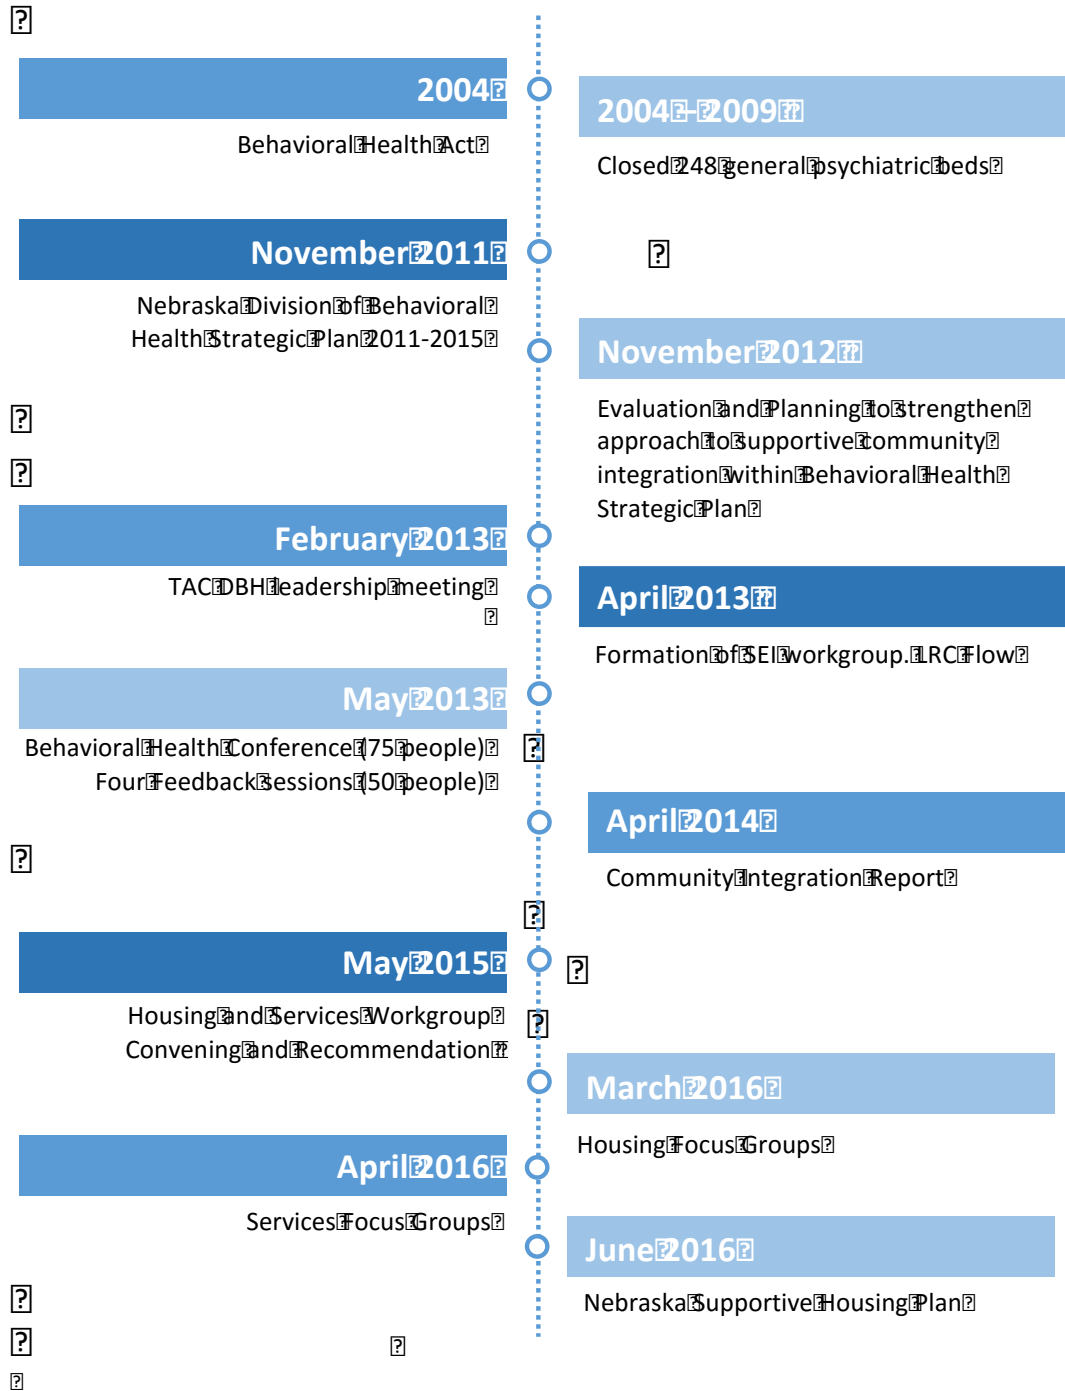 2004
Behavioral Health Act
2004 – 2009
Closed 248 general psychiatric beds
November 2011
Nebraska Division of Behavioral
Health Strategic Plan 2011-2015
November 2012
Evaluation and Planning to strengthen
approach to supportive community
integration within Behavioral Health
Strategic Plan
February 2013
TAC DBH leadership meeting
April 2013
Formation of SEI workgroup. LRC Flow
May 2013
Behavioral Health Conference (75 people)
Four Feedback sessions (50 people)
April 2014
Community Integration Report
May 2015
Housing and Services Workgroup
Convening and Recommendation
March 2016
Housing Focus Groups
April 2016
Services Focus Groups
June 2016
Nebraska Supportive Housing Plan